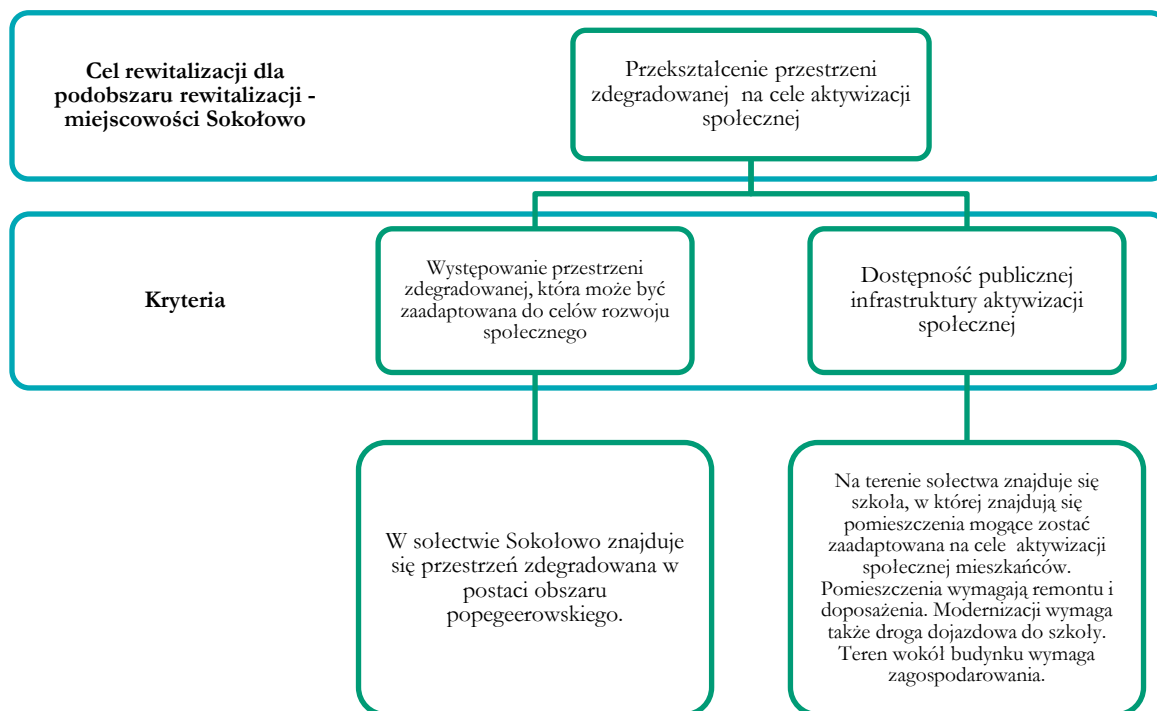 Cel rewitalizacji dla
podobszaru rewitalizacji -
miejscowości Sokołowo
Przekształcenie przestrzeni
zdegradowanej na cele aktywizacji
społecznej
Kryteria
Występowanie przestrzeni
zdegradowanej, która może być
zaadaptowana do celów rozwoju
społecznego
Dostępność publicznej
infrastruktury aktywizacji
społecznej
W sołectwie Sokołowo znajduje
się przestrzeń zdegradowana w
postaci obszaru
popegeerowskiego.
Na terenie sołectwa znajduje się
szkoła, w której znajdują się
pomieszczenia mogące zostać
zaadaptowana na cele aktywizacji
społecznej mieszkańców.
Pomieszczenia wymagają remontu i
doposażenia. Modernizacji wymaga
także droga dojazdowa do szkoły.
Teren wokół budynku wymaga
zagospodarowania.